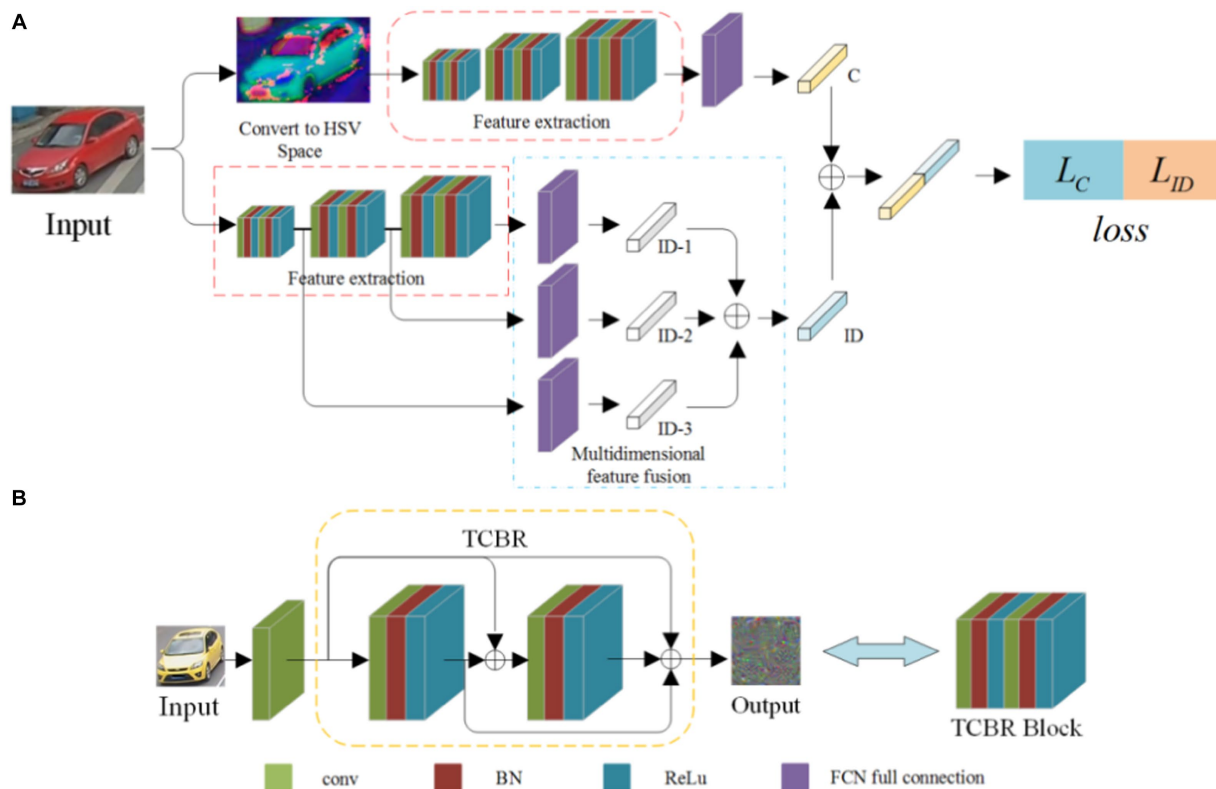 A
Convert to HSV
Space
Feature extraction
C
Input
Feature extraction
ID-1
ID-2
ID-3
Multidimensional
feature fusion
ID
L_C
L_ID
loss
B
TCBR
Input
Output
TCBR Block
conv
BN
ReLu
FCN full connection